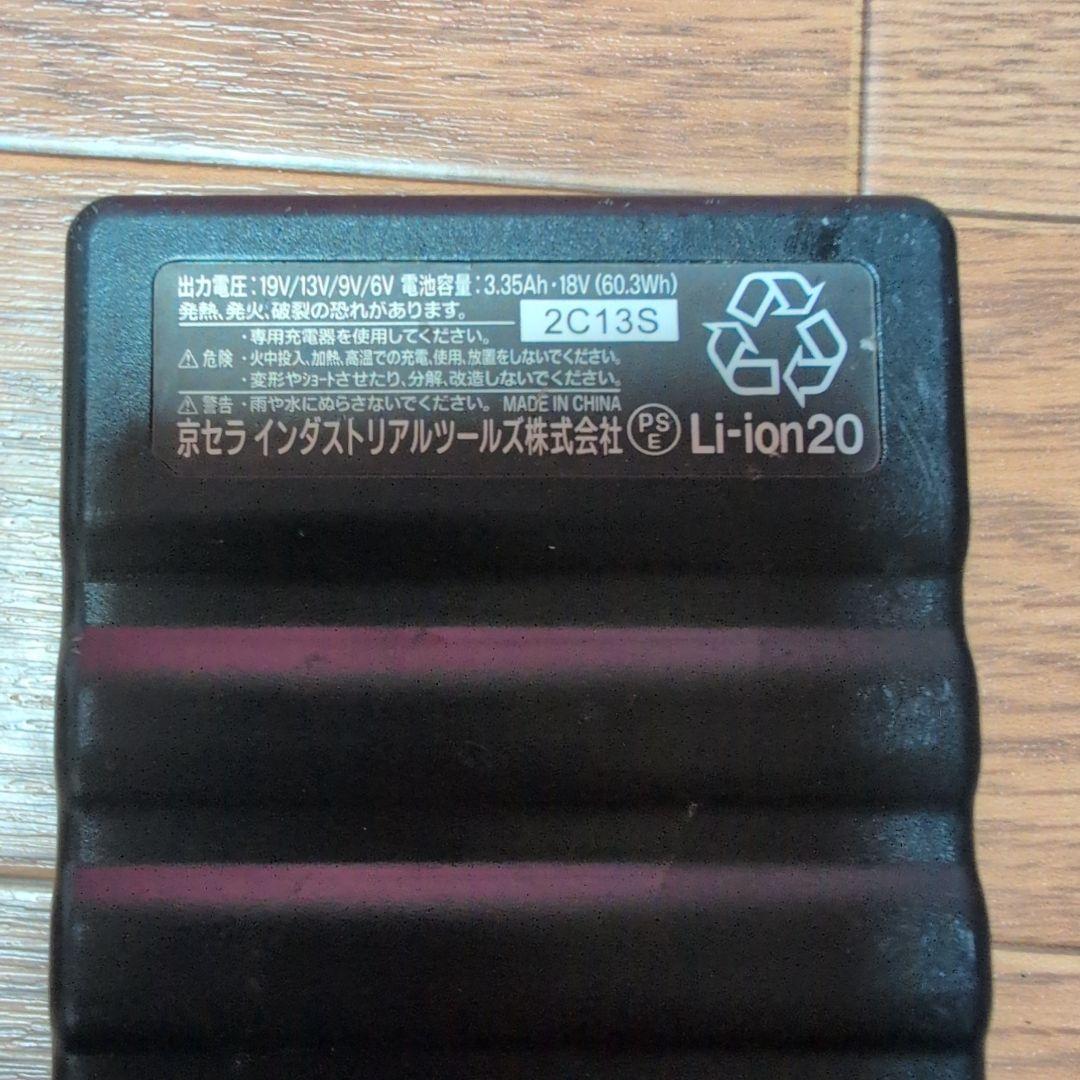 出力電圧:19V/13V/9V/6V 電池容量:3.35Ah・18V (60.3Wh)
発熱、発火、破裂の恐れがあります。
2C13S
・専用充電器を使用してください。
⚠危険 ・火中投入、加熱、高温での充電、使用、放置をしないでください。
・変形やショートさせたり、分解、改造しないでください。
⚠警告 ・雨や水にぬらさないでください。 MADE IN CHINA
京セラ インダストリアルツールズ株式会社 PSE Li-ion20